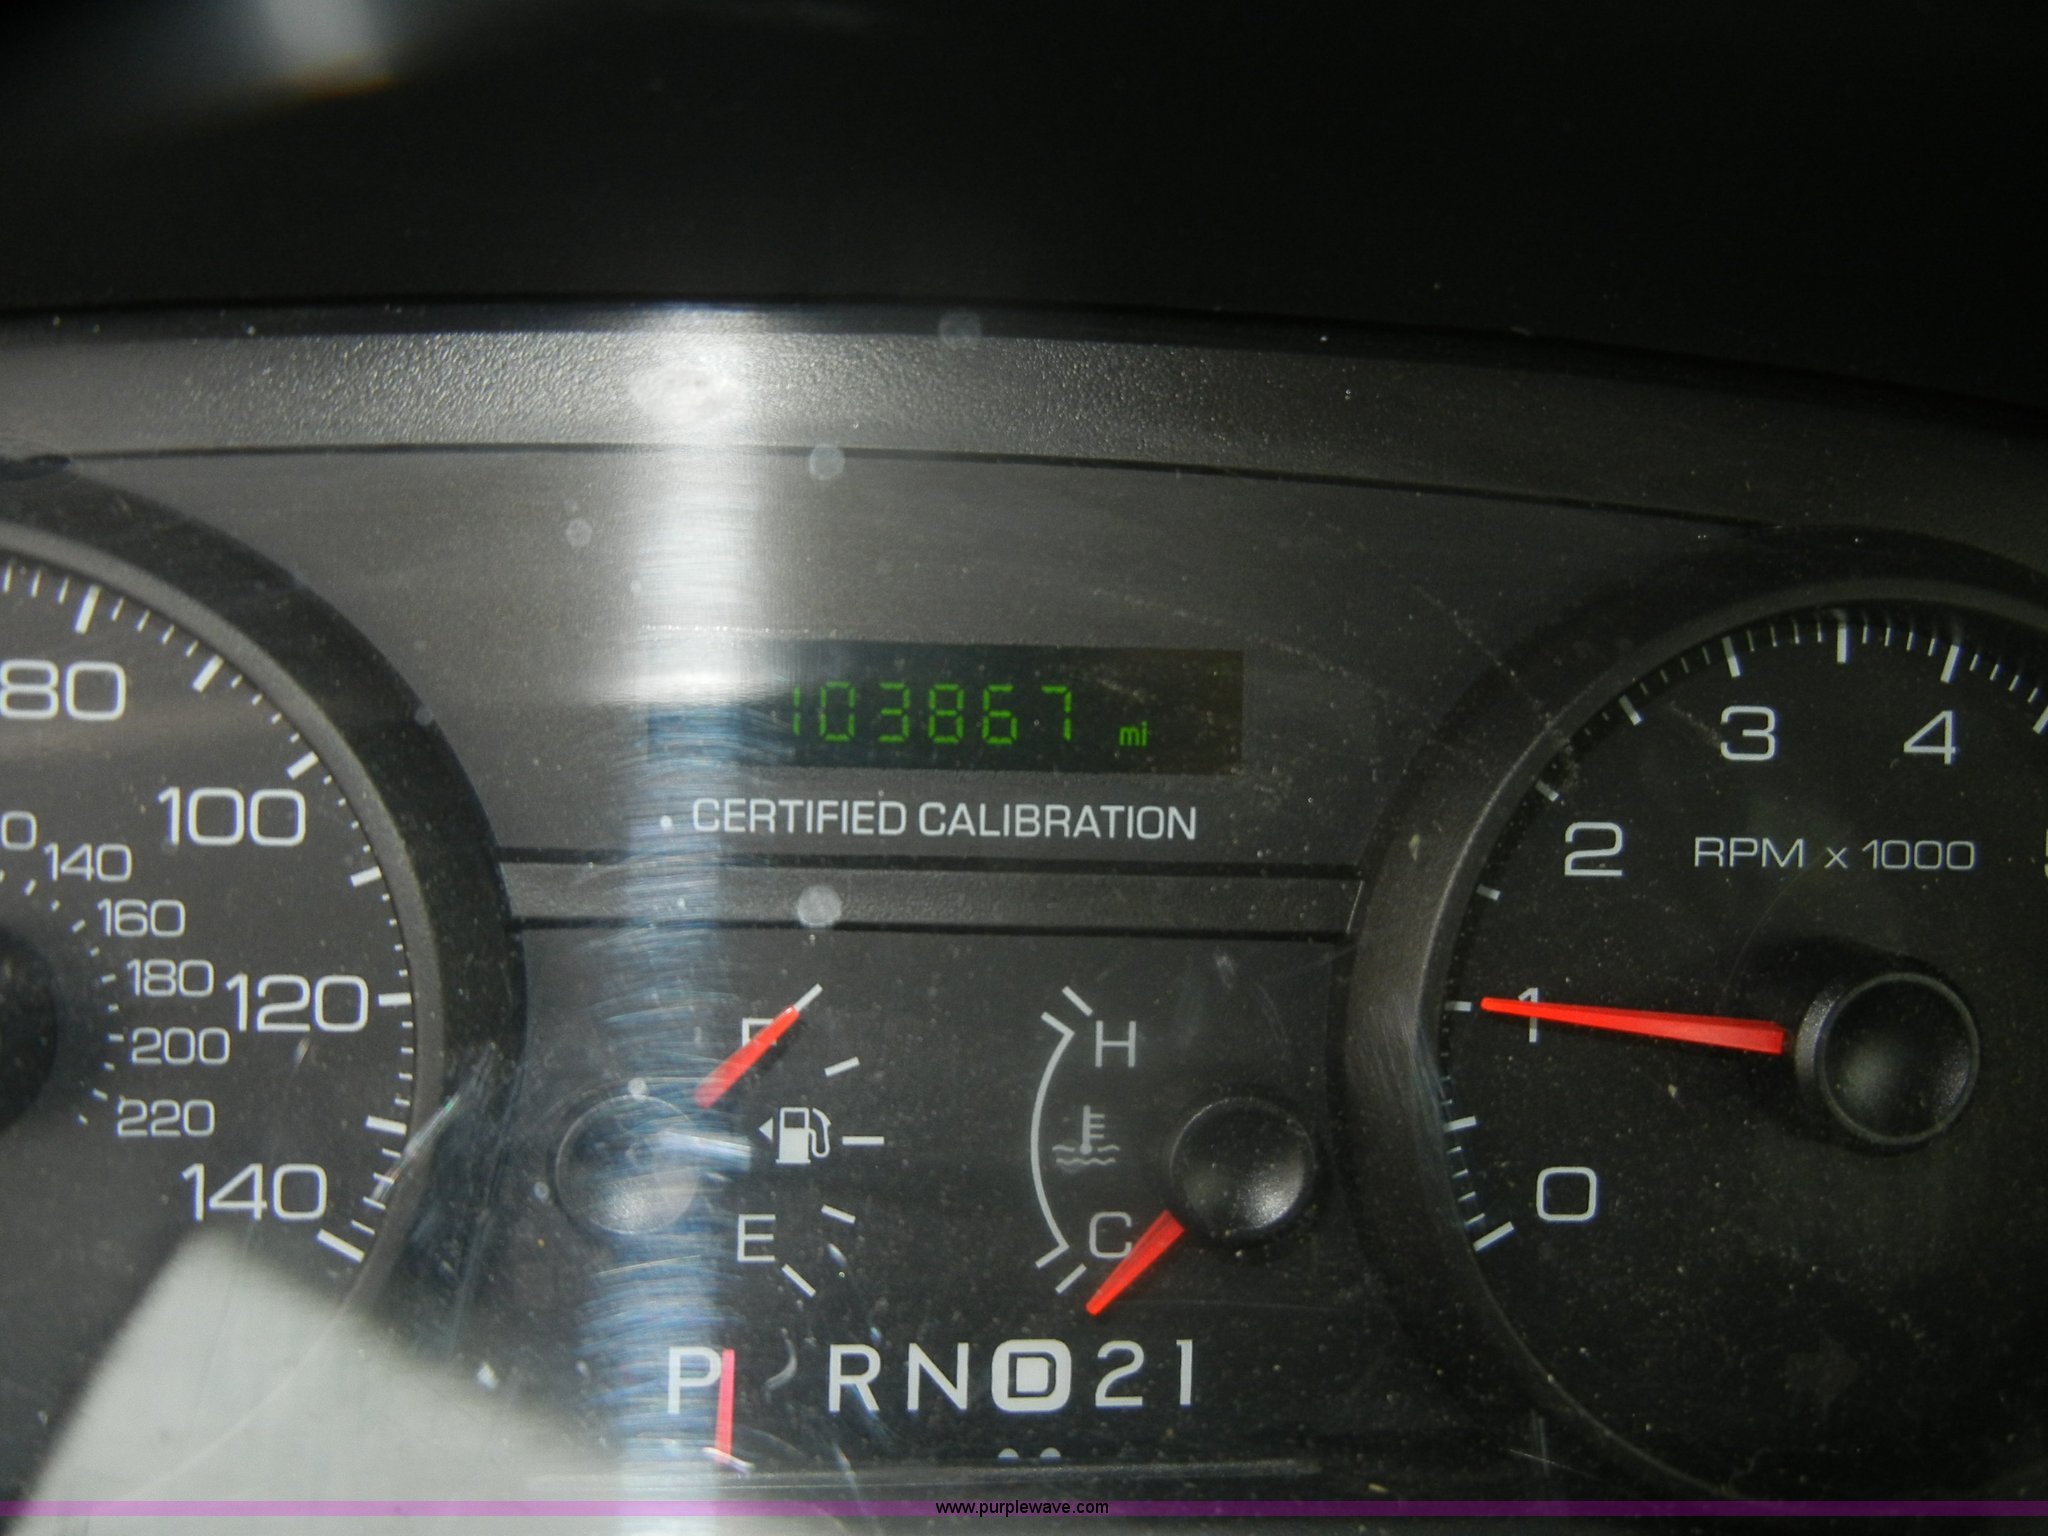 103867 mi
CERTIFIED CALIBRATION
80
100
120
140
140
160
180
200
220
F
E
H
C
P R N D 2 1
0
1
2
3
4
RPM x 1000
www.purplewave.com